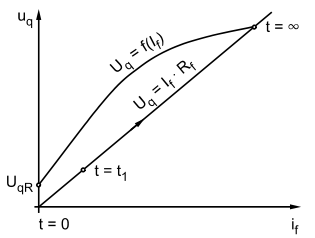 u_q
t = ∞
U_q = f(I_f)
U_q = I_f · R_f
U_qR
t = t_1
t = 0
i_f